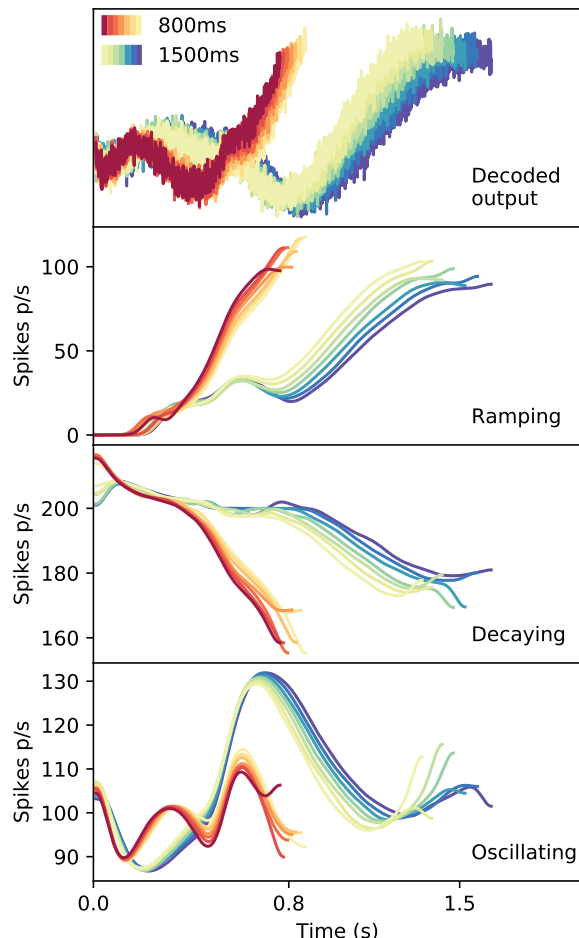 800ms
1500ms
Decoded
output
100
50
0
Spikes p/s
Ramping
200
180
160
Spikes p/s
Decaying
130
120
110
100
90
Spikes p/s
Oscillating
0.0
0.8
1.5
Time (s)